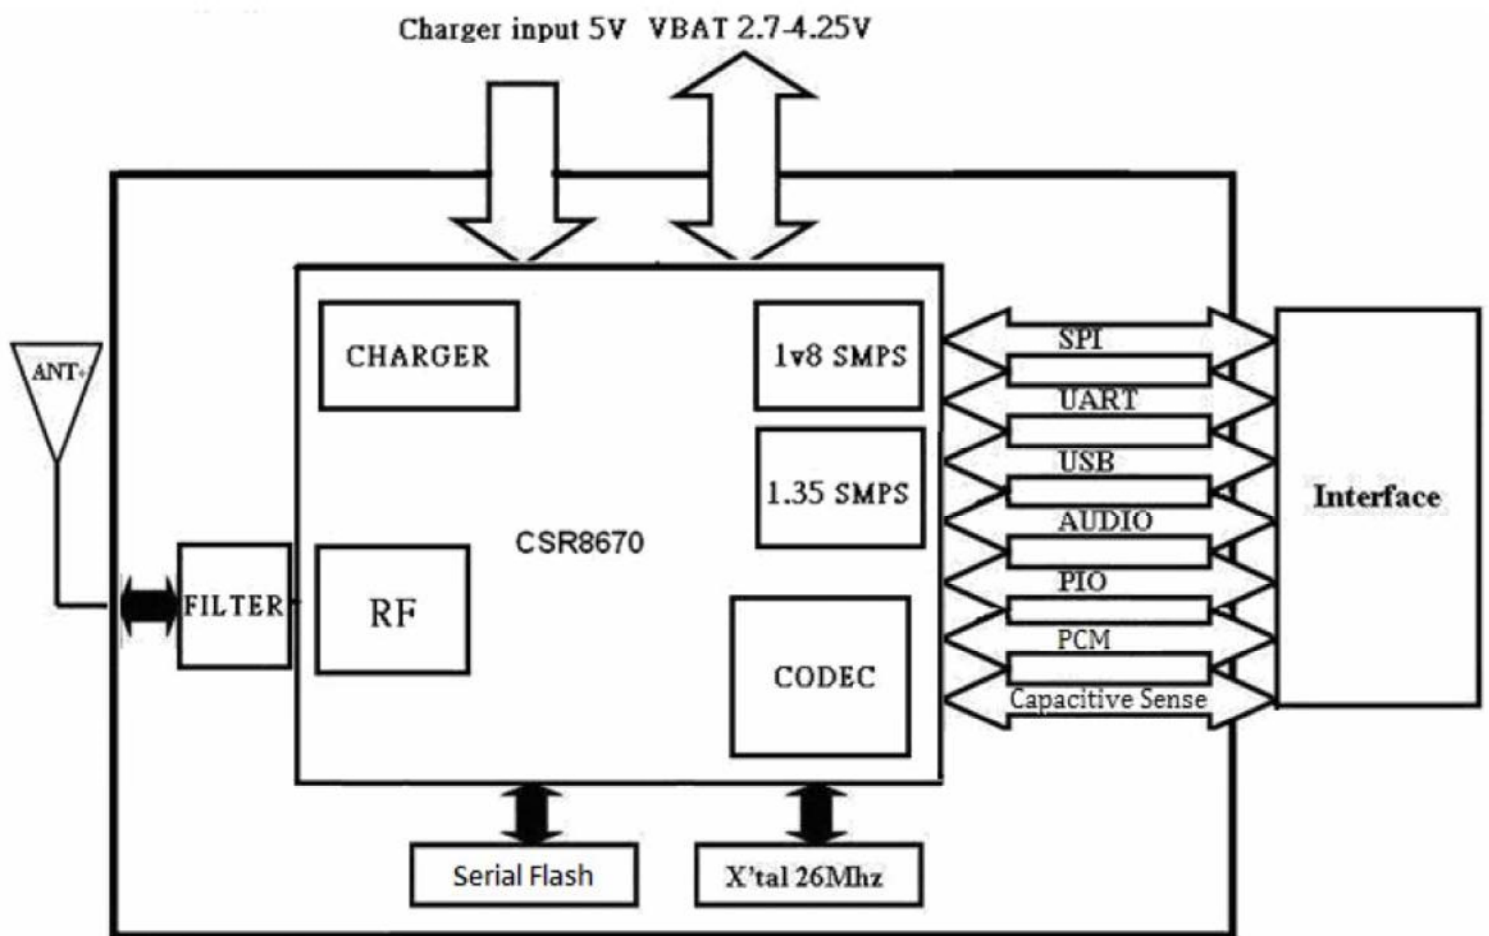 Charger input 5V VBAT 2.7-4.25V
CHARGER
1v8 SMPS
SPI
ANT
UART
USB
1.35 SMPS
Interface
AUDIO
CSR8670
PIO
FILTER
RF
PCM
CODEC
Capacitive Sense
Serial Flash
X'tal 26Mhz